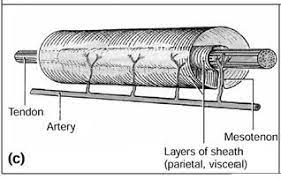 Tendon
Artery
Mesotenon
Layers of sheath
(parietal, visceral)
(c)